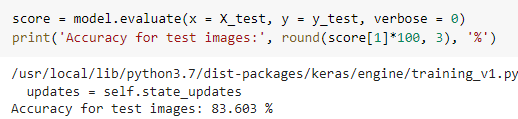 score = model.evaluate(x = X_test, y = y_test, verbose = 0)
print('Accuracy for test images:', round(score[1]*100, 3), '%')
/usr/local/lib/python3.7/dist-packages/keras/engine/training_v1.py
  updates = self.state_updates
Accuracy for test images: 83.603 %